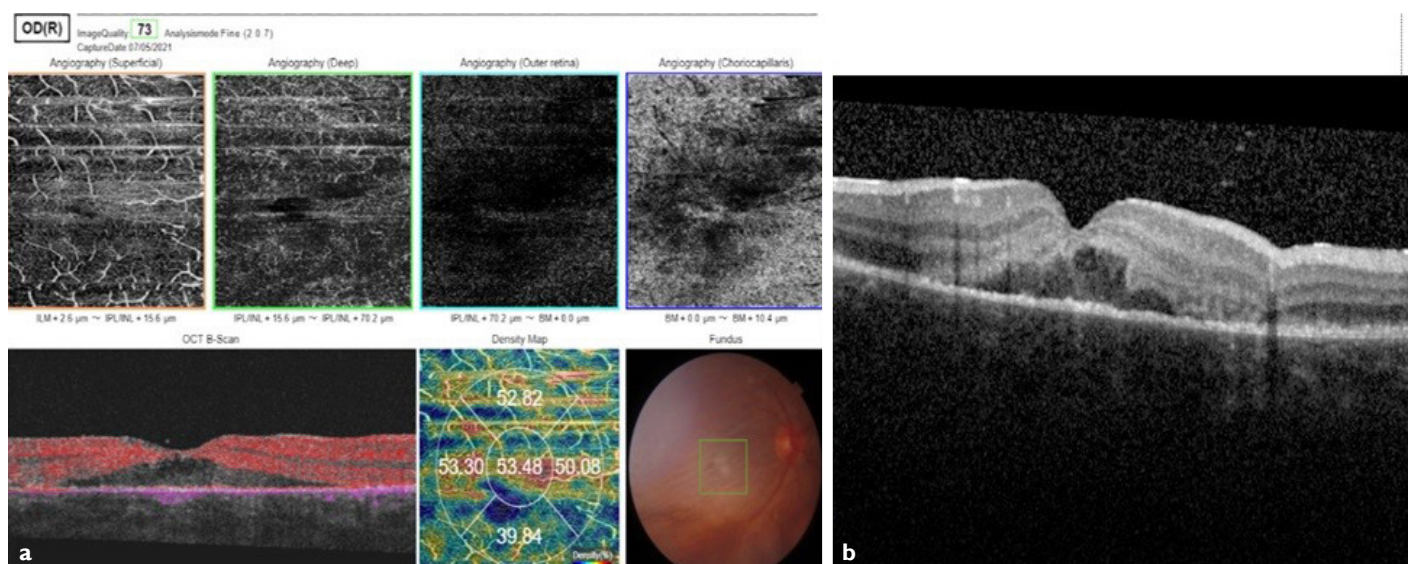 OD(R) ImageQuality: 73 Analysismode:Fine (2.0.7)
CaptureDate:07/05/2021
Angiography (Superficial) Angiography (Deep) Angiography (Outer retina) Angiography (Choriocapillaris)
ILM + 2.6 µm ~ IPL/INL + 15.6 µm IPL/INL + 15.6 µm ~ IPL/INL + 70.2 µm IPL/INL + 70.2 µm ~ BM + 0.0 µm BM + 0.0 µm ~ BM + 10.4 µm
OCT B-Scan Density Map Fundus
52.82
53.30 53.48 50.08
39.84
Density(%)
a b